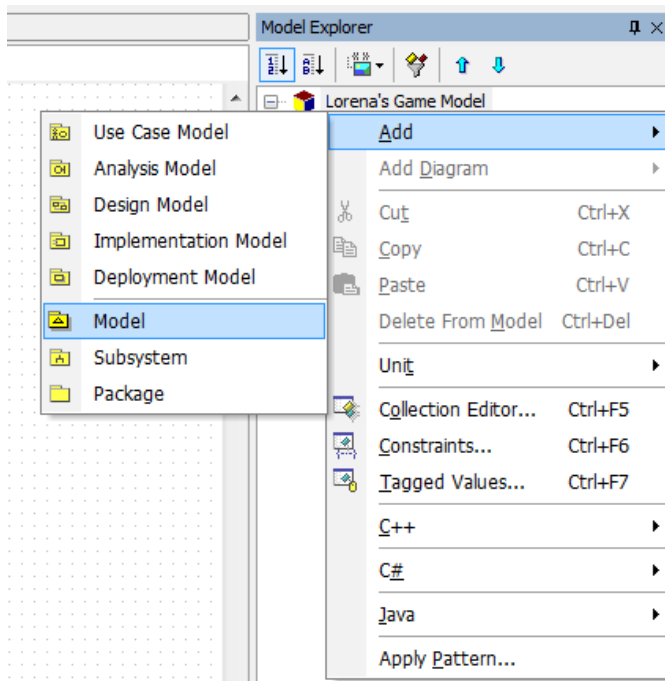 Model Explorer
Lorena's Game Model
Use Case Model
Analysis Model
Design Model
Implementation Model
Deployment Model
Model
Subsystem
Package
Add
Add Diagram
Cut Ctrl+X
Copy Ctrl+C
Paste Ctrl+V
Delete From Model Ctrl+Del
Unit
Collection Editor... Ctrl+F5
Constraints... Ctrl+F6
Tagged Values... Ctrl+F7
C++
C#
Java
Apply Pattern...